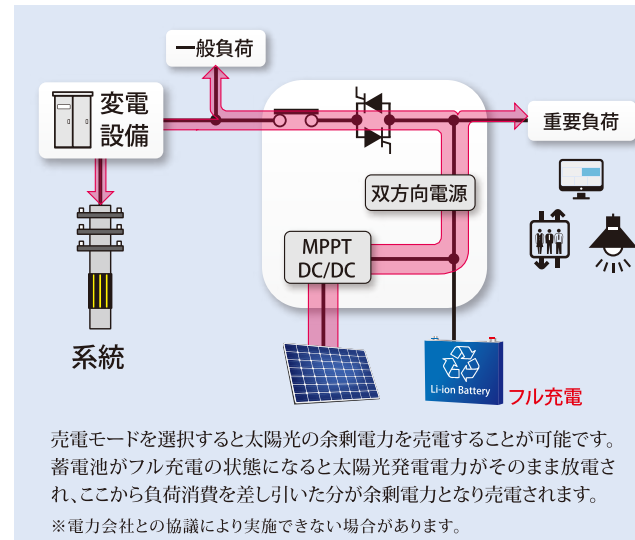 一般負荷
変電
設備
重要負荷
双方向電源
MPPT
DC/DC
系統
Li-ion Battery
フル充電
売電モードを選択すると太陽光の余剰電力を売電することが可能です。
蓄電池がフル充電の状態になると太陽光発電電力がそのまま放電さ
れ、ここから負荷消費を差し引いた分が余剰電力となり売電されます。
※電力会社との協議により実施できない場合があります。